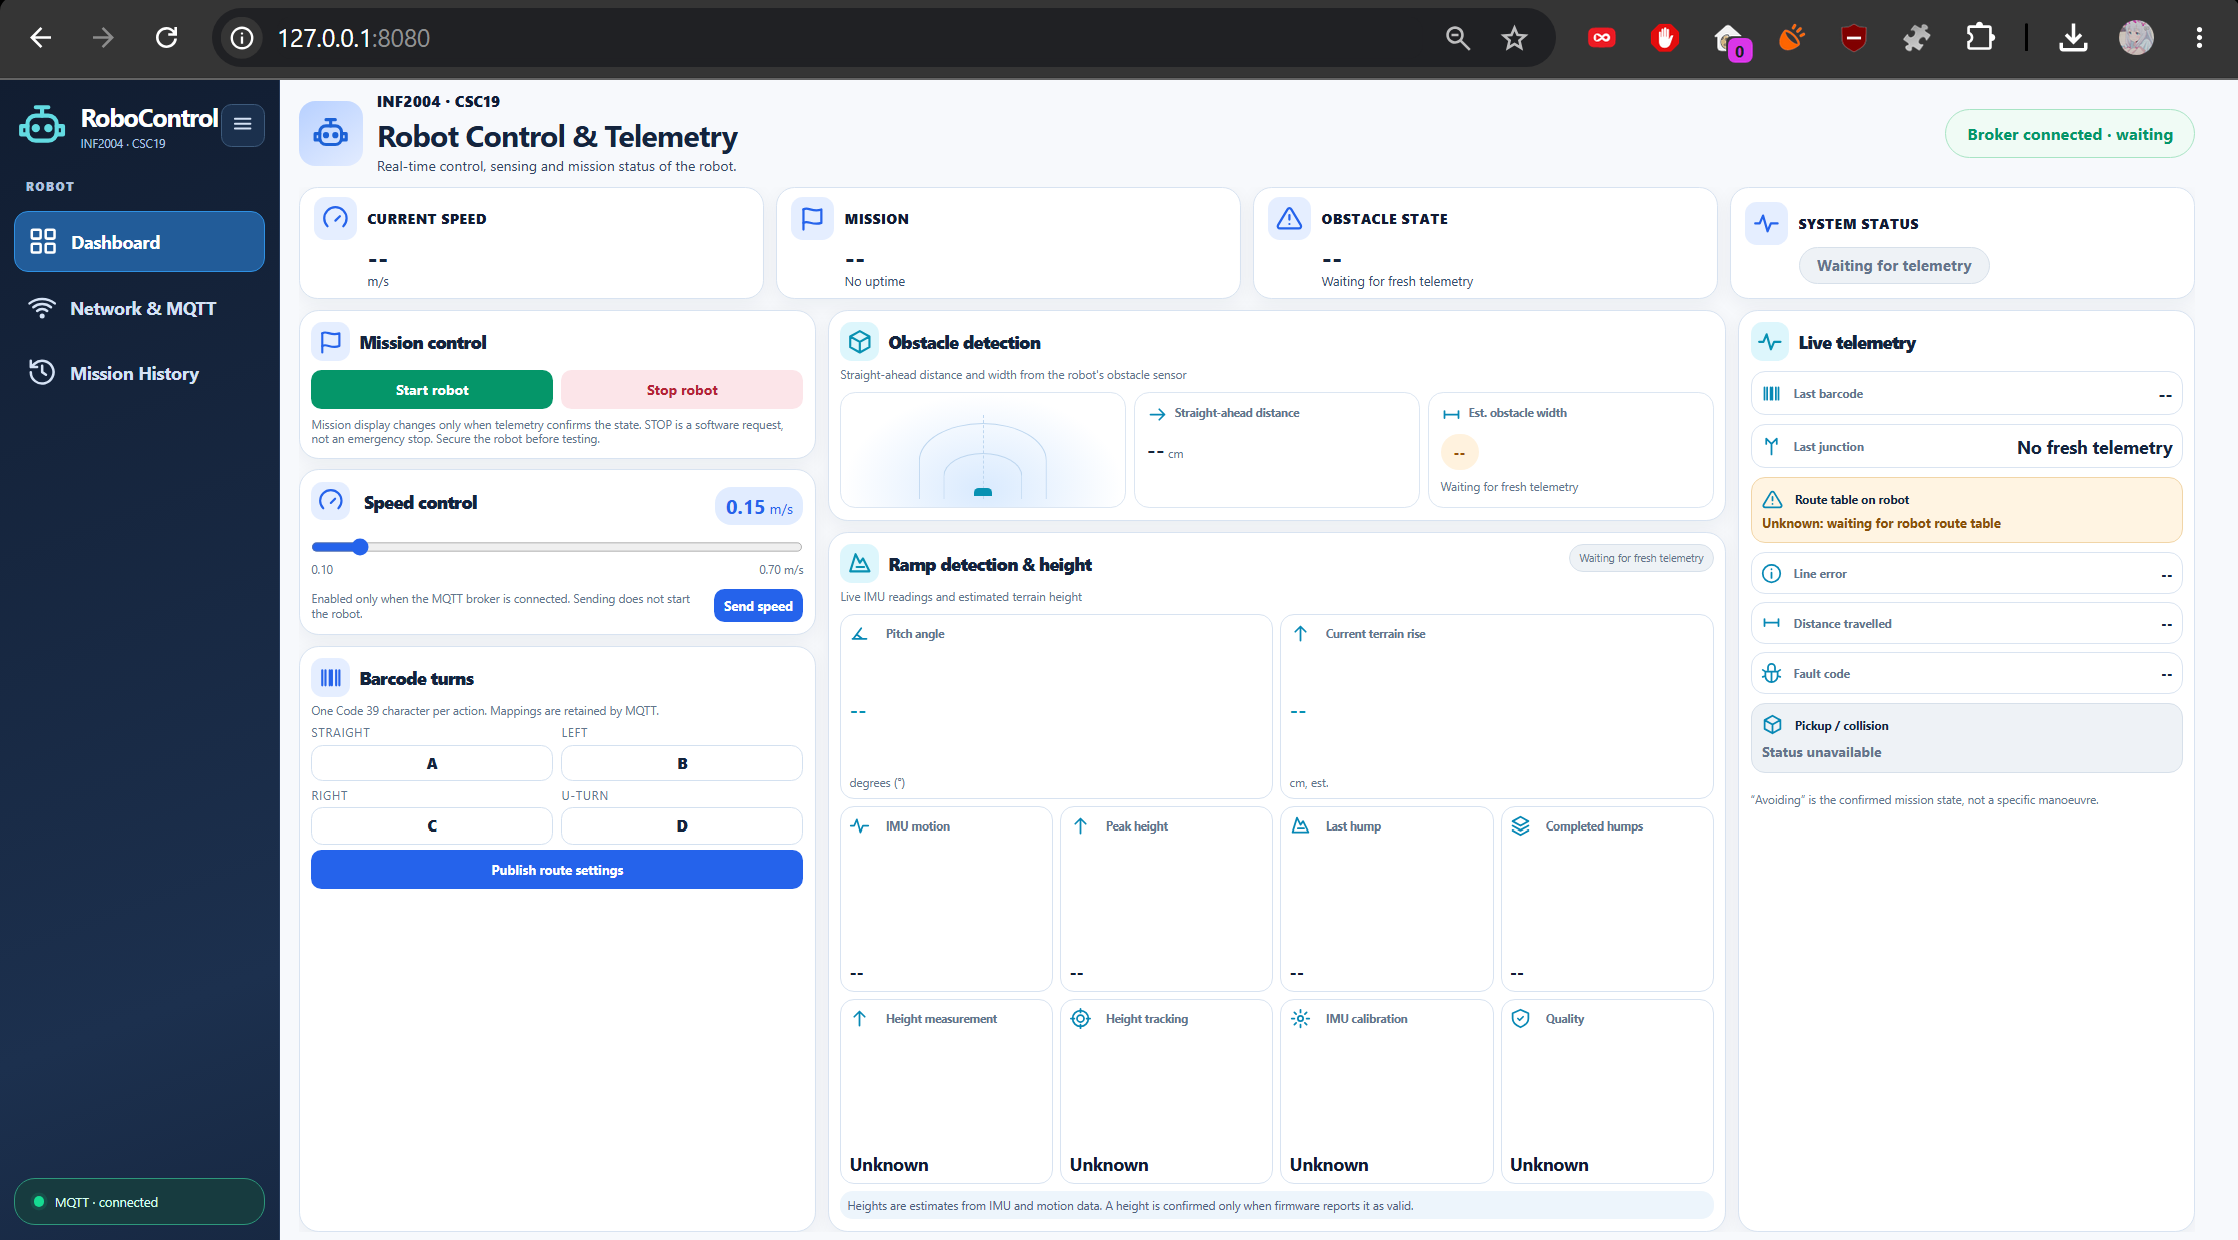 127.0.0.1:8080
0
RoboControl
INF2004 · CSC19
ROBOT
Dashboard
Network & MQTT
Mission History
MQTT · connected
INF2004 · CSC19
Robot Control & Telemetry
Real-time control, sensing and mission status of the robot.
Broker connected · waiting
CURRENT SPEED
--
m/s
MISSION
--
No uptime
OBSTACLE STATE
--
Waiting for fresh telemetry
SYSTEM STATUS
Waiting for telemetry
Mission control
Start robot
Stop robot
Mission display changes only when telemetry confirms the state. STOP is a software request,
not an emergency stop. Secure the robot before testing.
Speed control
0.15 m/s
0.10
0.70 m/s
Enabled only when the MQTT broker is connected. Sending does not start
the robot.
Send speed
Barcode turns
One Code 39 character per action. Mappings are retained by MQTT.
STRAIGHT
LEFT
A
B
RIGHT
U-TURN
C
D
Publish route settings
Obstacle detection
Straight-ahead distance and width from the robot's obstacle sensor
Straight-ahead distance
-- cm
Est. obstacle width
--
Waiting for fresh telemetry
Ramp detection & height
Waiting for fresh telemetry
Live IMU readings and estimated terrain height
Pitch angle
--
degrees (°)
Current terrain rise
--
cm, est.
IMU motion
--
Peak height
--
Last hump
--
Completed humps
--
Height measurement
Unknown
Height tracking
Unknown
IMU calibration
Unknown
Quality
Unknown
Heights are estimates from IMU and motion data. A height is confirmed only when firmware reports it as valid.
Live telemetry
Last barcode
--
Last junction
No fresh telemetry
Route table on robot
Unknown: waiting for robot route table
Line error
--
Distance travelled
--
Fault code
--
Pickup / collision
Status unavailable
“Avoiding” is the confirmed mission state, not a specific manoeuvre.